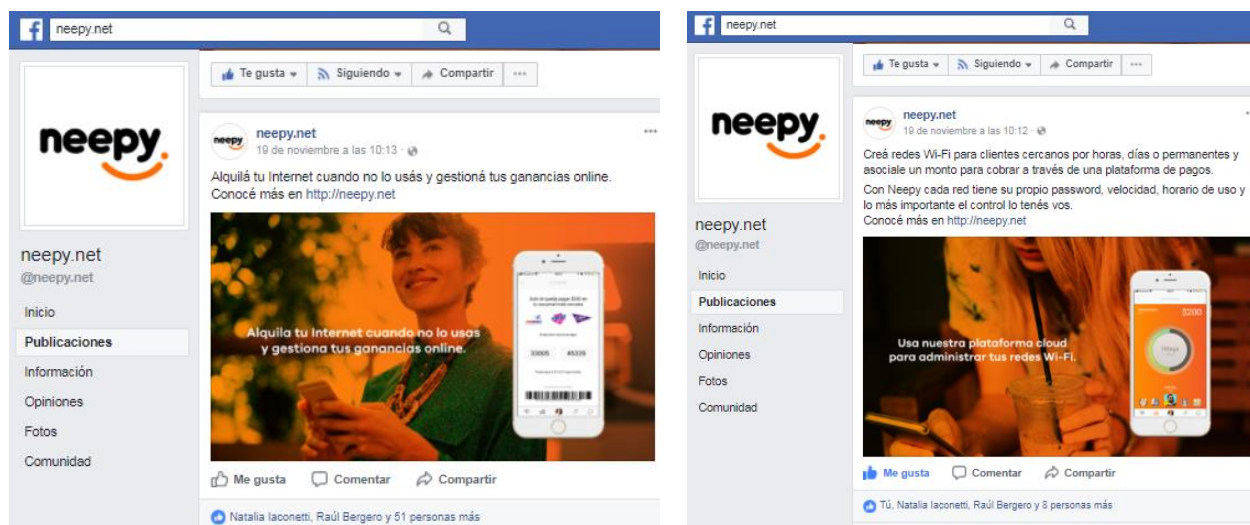 neepy.net
Te gusta Siguiendo Compartir
neepy.
neepy neepy.net
19 de noviembre a las 10:13
Alquilá tu Internet cuando no lo usás y gestioná tus ganancias online.
Conocé más en http://neepy.net
neepy.net
@neepy.net
Inicio
Publicaciones
Información
Opiniones
Fotos
Comunidad
Alquila tu Internet cuando no lo usas
y gestiona tus ganancias online.
33005 45339
Me gusta Comentar Compartir
Natalia Iaconetti, Raúl Bergero y 51 personas más
neepy.net
Te gusta Siguiendo Compartir
neepy.
neepy neepy.net
19 de noviembre a las 10:12
Creá redes Wi-Fi para clientes cercanos por horas, días o permanentes y
asociale un monto para cobrar a través de una plataforma de pagos.
Con Neepy cada red tiene su propio password, velocidad, horario de uso y
lo más importante el control lo tenés vos.
Conocé más en http://neepy.net
neepy.net
@neepy.net
Inicio
Publicaciones
Información
Opiniones
Fotos
Comunidad
Usa nuestra plataforma cloud
para administrar tus redes Wi-Fi.
$200
Me gusta Comentar Compartir
Tú, Natalia Iaconetti, Raúl Bergero y 8 personas más